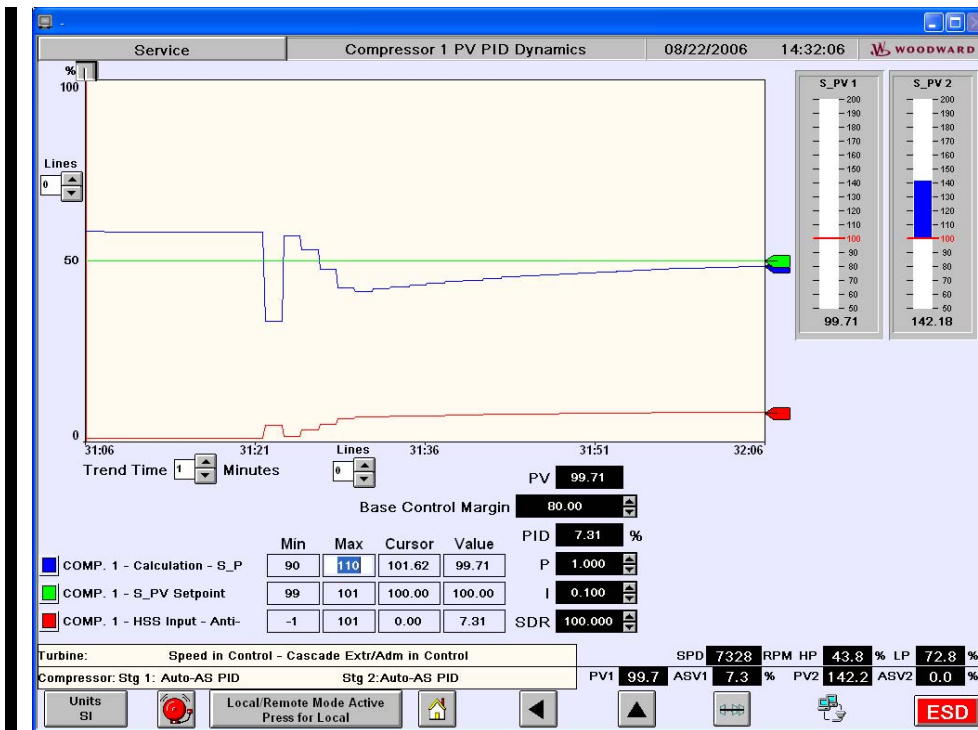 -
Service Compressor 1 PV PID Dynamics 08/22/2006 14:32:06 WOODWARD
%
100
Lines
0
50
0
31:06 31:21 31:36 31:51 32:06
Trend Time 1 Minutes
Lines
0
S_PV 1
200
190
180
170
160
150
140
130
120
110
100
90
80
70
60
50
99.71
S_PV 2
200
190
180
170
160
150
140
130
120
110
100
90
80
70
60
50
142.18
PV 99.71
Base Control Margin 80.00
PID 7.31 %
P 1.000
I 0.100
SDR 100.000
Min Max Cursor Value
COMP. 1 - Calculation - S_P 90 110 101.62 99.71
COMP. 1 - S_PV Setpoint 99 101 100.00 100.00
COMP. 1 - HSS Input - Anti- -1 101 0.00 7.31
Turbine: Speed in Control - Cascade Extr/Adm in Control
SPD 7328 RPM HP 43.8 % LP 72.8 %
Compressor: Stg 1: Auto-AS PID Stg 2:Auto-AS PID
PV1 99.7 ASV1 7.3 % PV2 142.2 ASV2 0.0 %
Units
SI
Local/Remote Mode Active
Press for Local
ESD